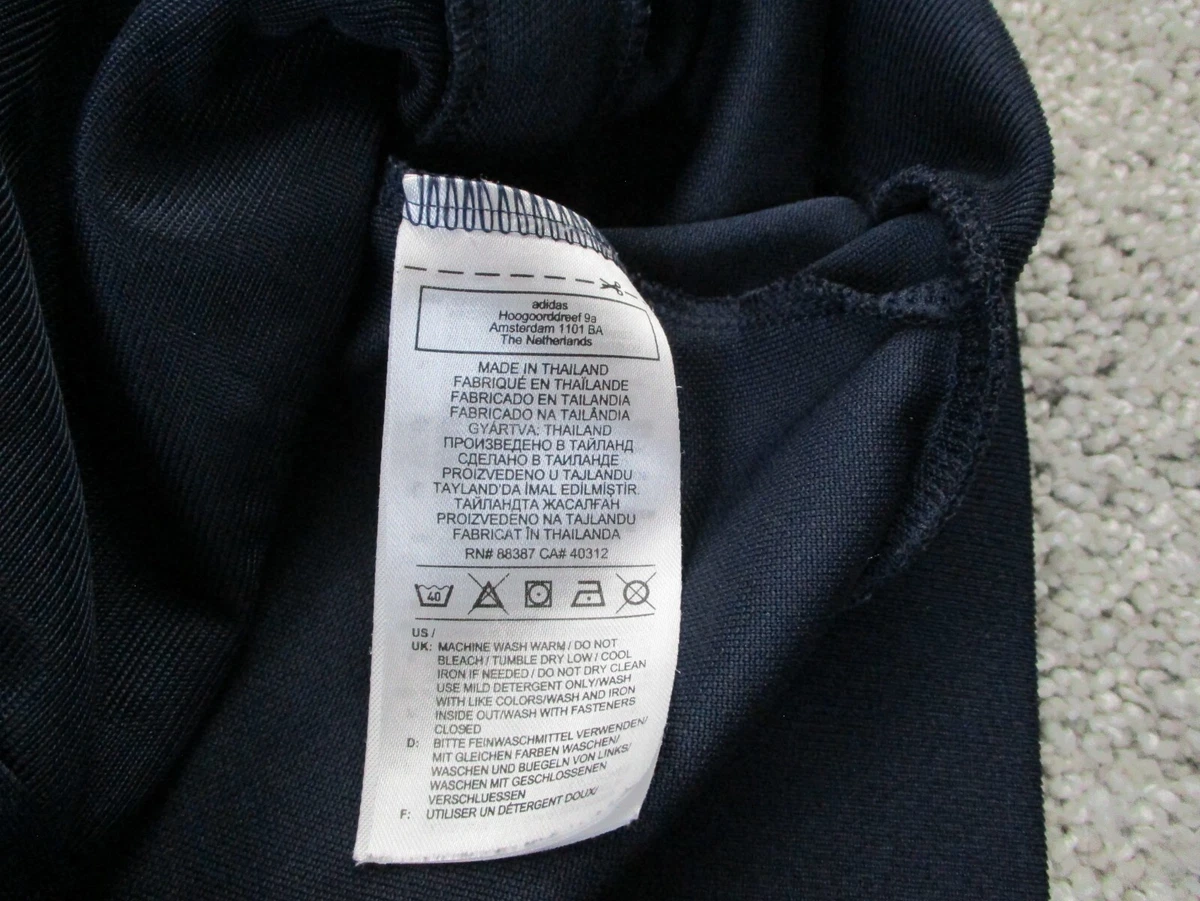 adidas
Hoogoorddreef 9a
Amsterdam 1101 BA
The Netherlands
MADE IN THAILAND
FABRIQUÉ EN THAÏLANDE
FABRICADO EN TAILANDIA
FABRICADO NA TAILÂNDIA
GYÁRTVA: THAILAND
ПРОИЗВЕДЕНО В ТАЙЛАНД
СДЕЛАНО В ТАИЛАНДЕ
PROIZVEDENO U TAJLANDU
TAYLAND'DA İMAL EDİLMİŞTİR
ТАЙЛАНДТА ЖАСАЛҒАН
PROIZVEDENO NA TAJLANDU
FABRICAT ÎN THAILANDA
RN# 88387 CA# 40312
40
US /
UK: MACHINE WASH WARM / DO NOT
BLEACH / TUMBLE DRY LOW / COOL
IRON IF NEEDED / DO NOT DRY CLEAN
USE MILD DETERGENT ONLY/WASH
WITH LIKE COLORS/WASH AND IRON
INSIDE OUT/WASH WITH FASTENERS
CLOSED
D: BITTE FEINWASCHMITTEL VERWENDEN/
MIT GLEICHEN FARBEN WASCHEN/
WASCHEN UND BUEGELN VON LINKS/
WASCHEN MIT GESCHLOSSENEN
VERSCHLUESSEN
F: UTILISER UN DÉTERGENT DOUX/